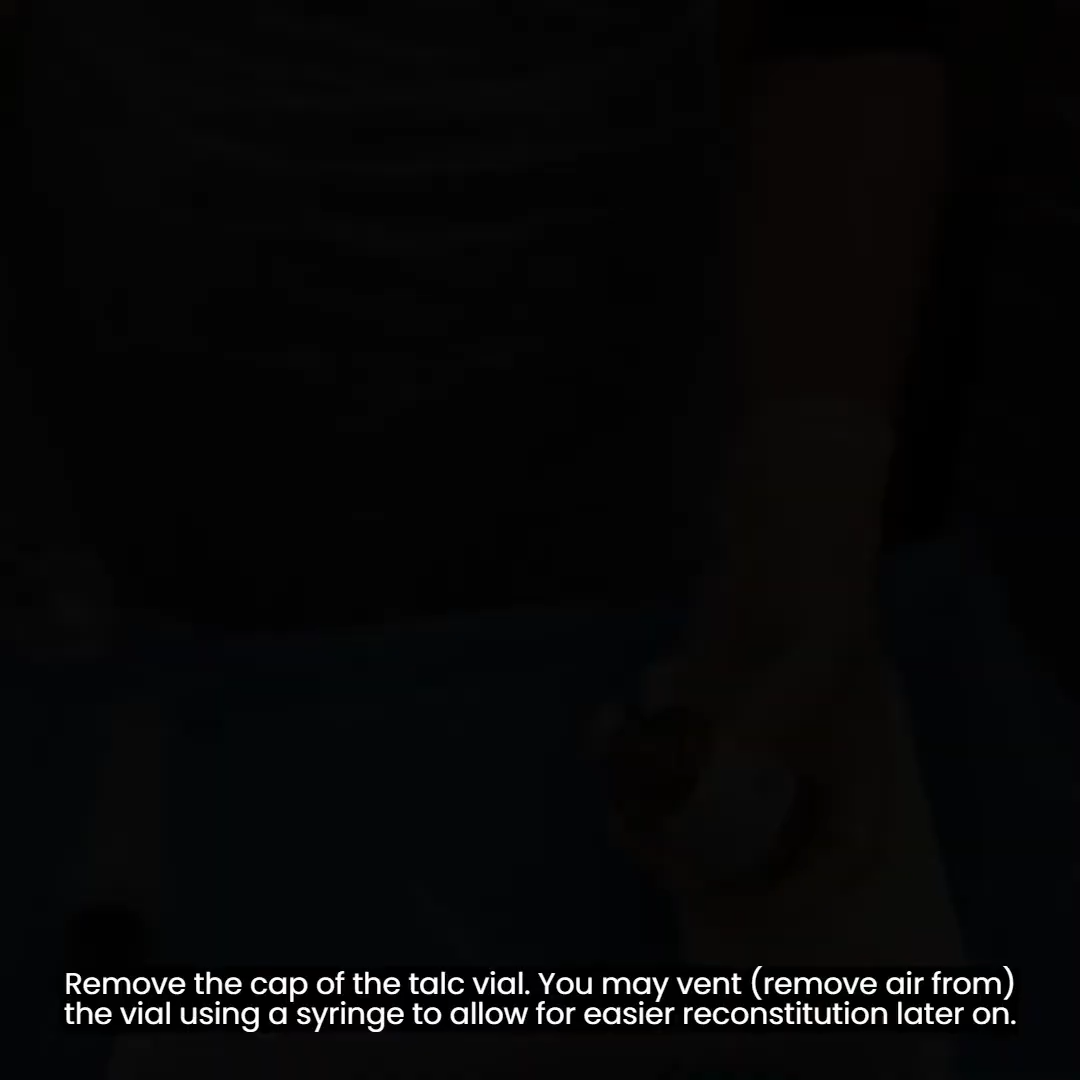 Remove the cap of the talc vial. You may vent (remove air from)
the vial using a syringe to allow for easier reconstitution later on.